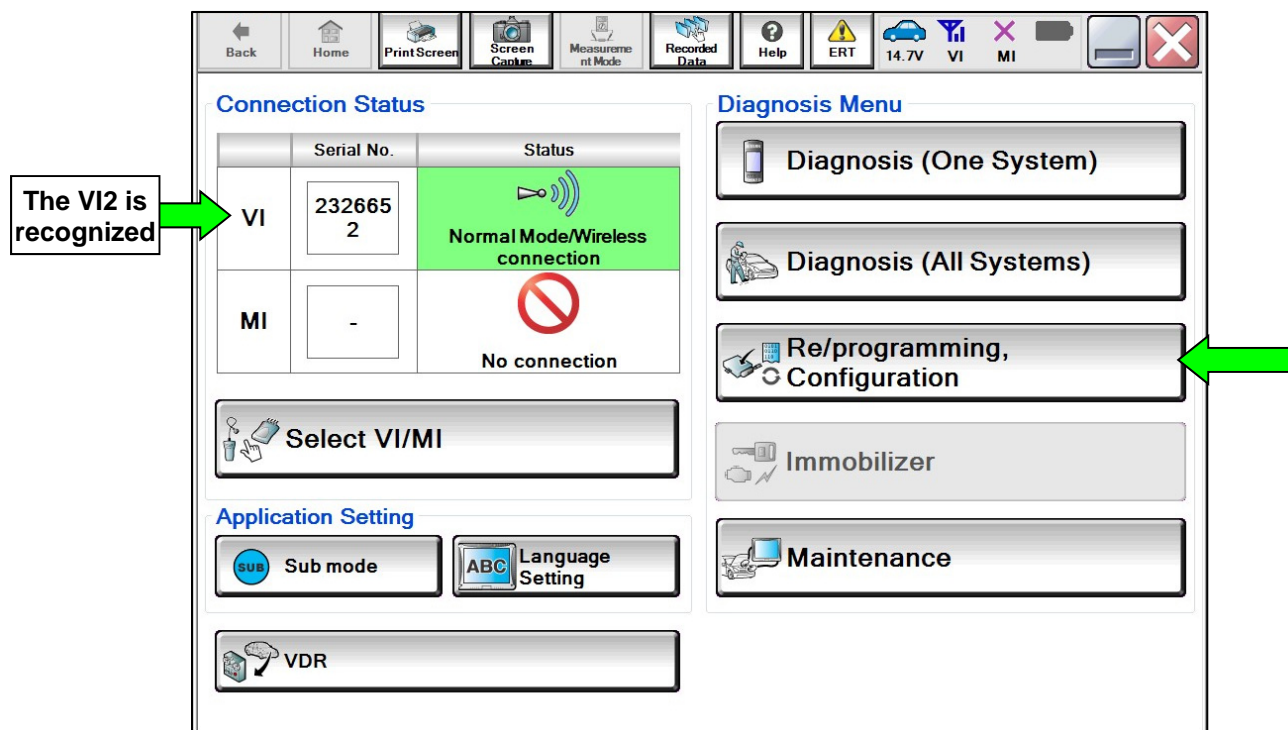 Back
Home
Print Screen
Screen
Capture
Measureme
nt Mode
Recorded
Data
Help
ERT
14.7V
VI
MI
Connection Status
Serial No.
Status
VI
232665
2
Normal Mode/Wireless
connection
MI
-
No connection
Select VI/MI
Application Setting
SUB
Sub mode
ABC
Language
Setting
VDR
Diagnosis Menu
Diagnosis (One System)
Diagnosis (All Systems)
Re/programming,
Configuration
Immobilizer
Maintenance
The VI2 is
recognized